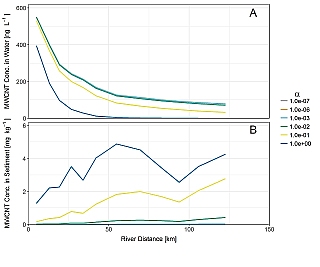 A
MWCNT Conc. in Water [ng L⁻¹]
600
400
200
0
B
MWCNT Conc. in Sediment [mg kg⁻¹]
6
4
2
0
0
50
100
150
River Distance [km]
α
1.0e-07
1.0e-06
1.0e-03
1.0e-02
1.0e-01
1.0e+00